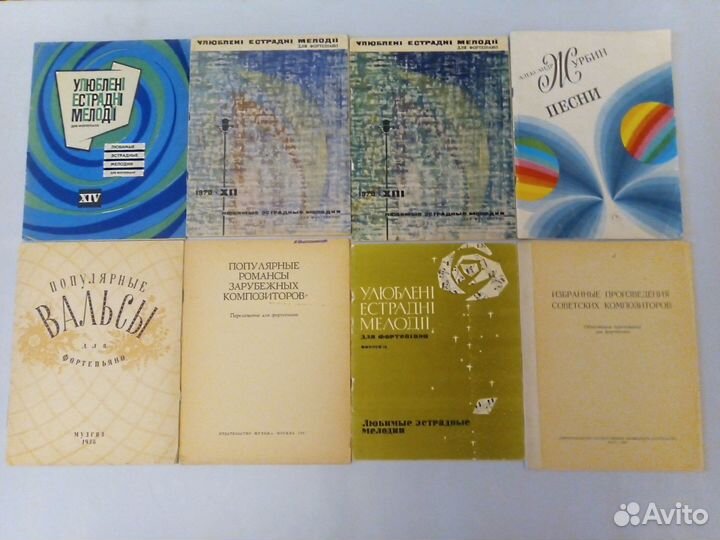 УЛЮБЛЕНІ
ЕСТРАДНІ
МЕЛОДІЇ
ДЛЯ ФОРТЕПІАНО
ЛЮБИМЫЕ
ЭСТРАДНЫЕ
МЕЛОДИИ
ДЛЯ ФОРТЕПИАНО
XIV
УЛЮБЛЕНІ ЕСТРАДНІ МЕЛОДІЇ
ДЛЯ ФОРТЕПІАНО
1970 XII
ЛЮБИМЫЕ ЭСТРАДНЫЕ МЕЛОДИИ
УЛЮБЛЕНІ ЕСТРАДНІ МЕЛОДІЇ
ДЛЯ ФОРТЕПІАНО
1970 XIII
ЛЮБИМЫЕ ЭСТРАДНЫЕ МЕЛОДИИ
АЛЕКСАНДР ЖУРБИН
ПЕСНИ
ПОПУЛЯРНЫЕ
ВАЛЬСЫ
для
ФОРТЕПЬЯНО
МУЗГИЗ
ПОПУЛЯРНЫЕ
РОМАНСЫ
ЗАРУБЕЖНЫХ
КОМПОЗИТОРОВ
Переложение для фортепиано
ИЗДАТЕЛЬСТВО МУЗЫКА МОСКВА
УЛЮБЛЕНІ
ЕСТРАДНІ
МЕЛОДІЇ
ДЛЯ ФОРТЕПІАНО
Любимые эстрадные
мелодии
ИЗБРАННЫЕ ПРОИЗВЕДЕНИЯ
СОВЕТСКИХ КОМПОЗИТОРОВ
Облегченное переложение
для фортепиано
Avito